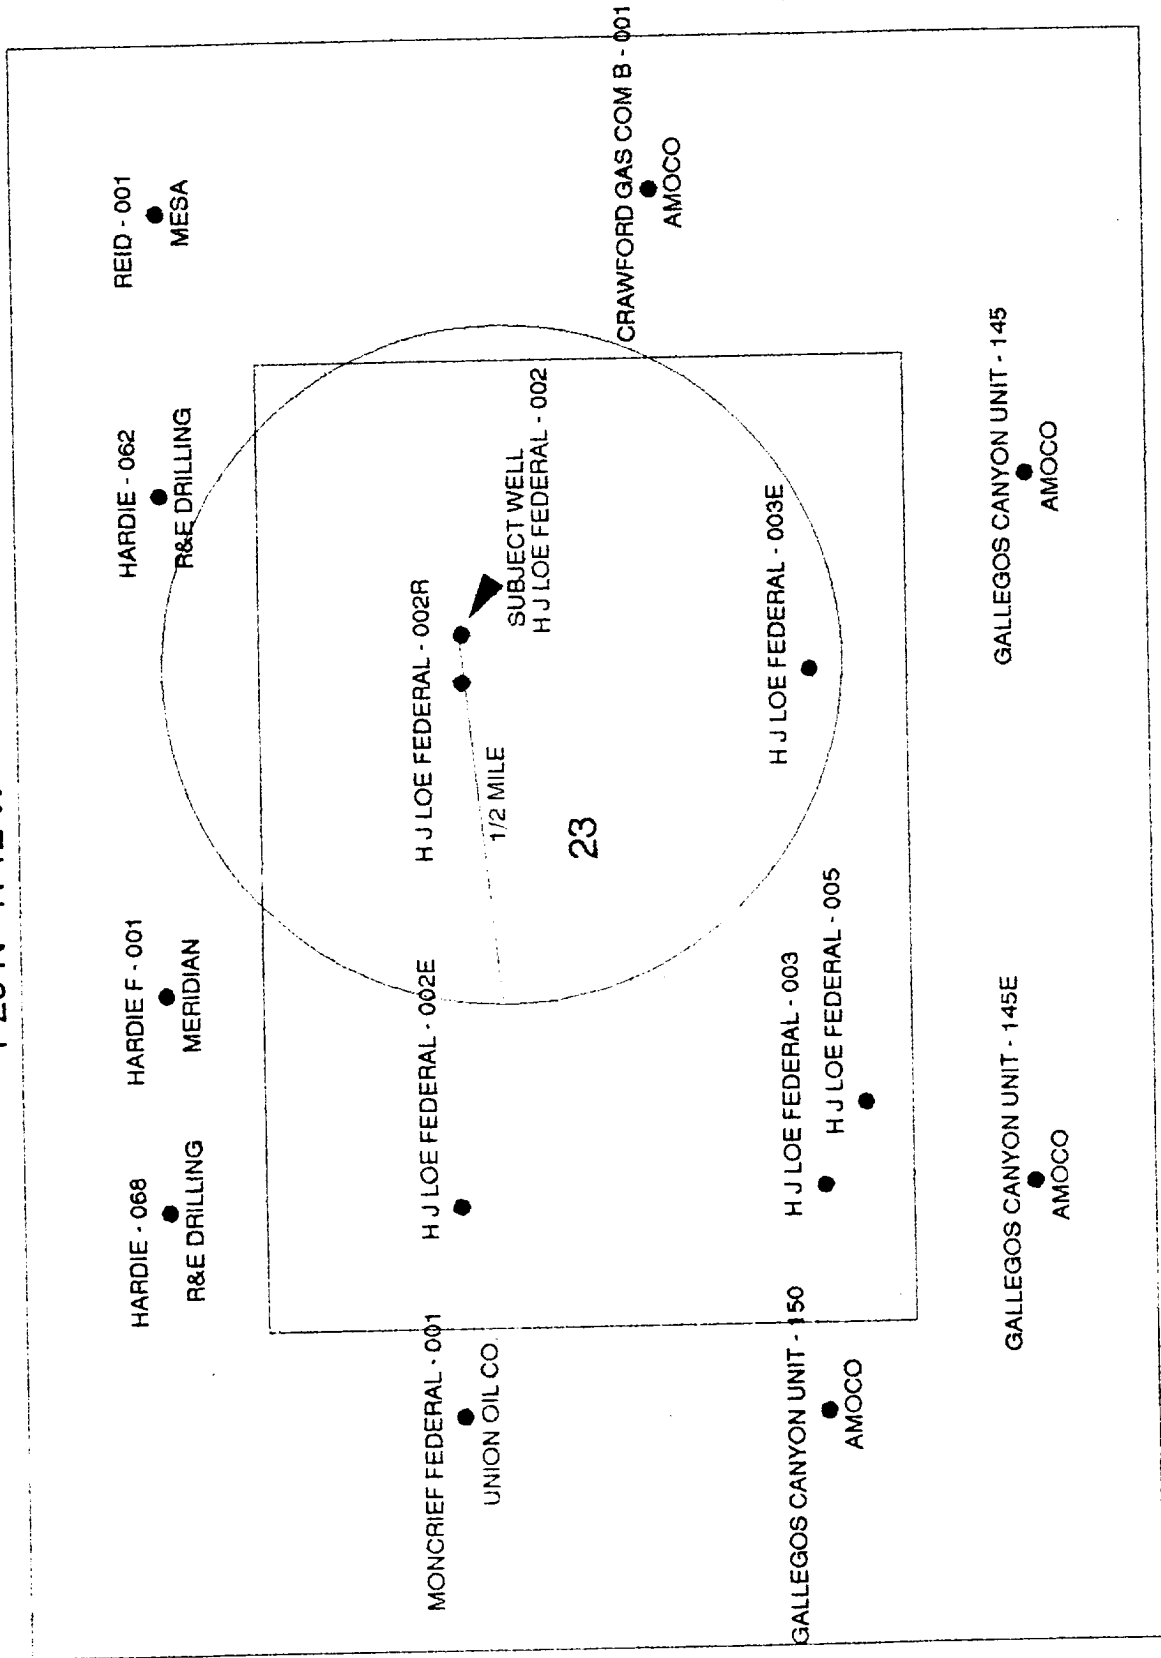 HARDIE - 068
R&E DRILLING
HARDIE F - 001
MERIDIAN
HARDIE - 062
R&E DRILLING
REID - 001
MESA
MONCRIEF FEDERAL - 001
UNION OIL CO.
H J LOE FEDERAL - 002E
H J LOE FEDERAL - 002R
SUBJECT WELL
H J LOE FEDERAL - 002
1/2 MILE
23
CRAWFORD GAS COM B - 001
AMOCO
GALLEGOS CANYON UNIT - 150
AMOCO
H J LOE FEDERAL - 003
H J LOE FEDERAL - 005
H J LOE FEDERAL - 003E
GALLEGOS CANYON UNIT - 145E
AMOCO
GALLEGOS CANYON UNIT - 145
AMOCO